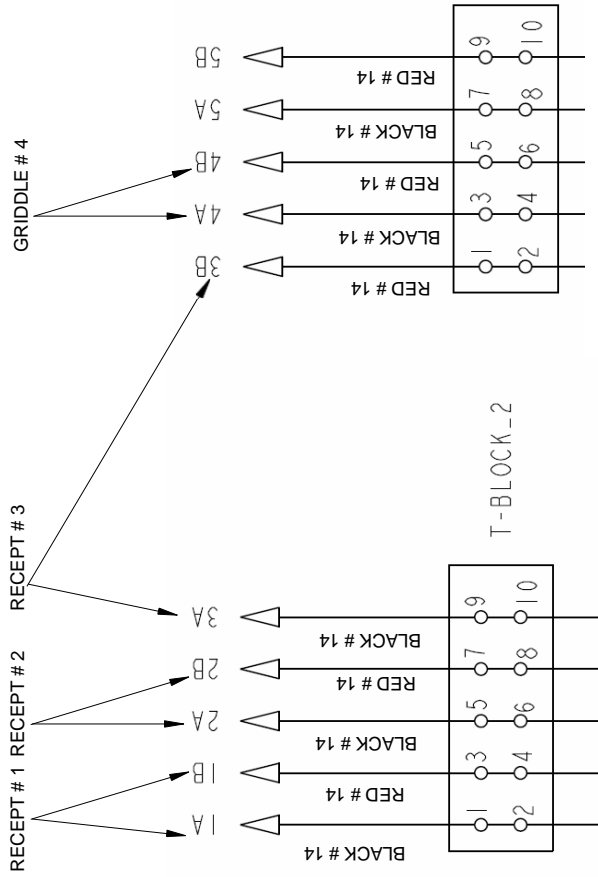 GRIDDLE # 4
5B
RED # 14
9
10
5A
BLACK # 14
7
8
4B
RED # 14
5
6
4A
BLACK # 14
3
4
3B
RED # 14
1
2
T-BLOCK_2
RECEPT # 3
3A
BLACK # 14
9
10
RECEPT # 2
2B
RED # 14
7
8
2A
BLACK # 14
5
6
RECEPT # 1
1B
RED # 14
3
4
1A
BLACK # 14
1
2